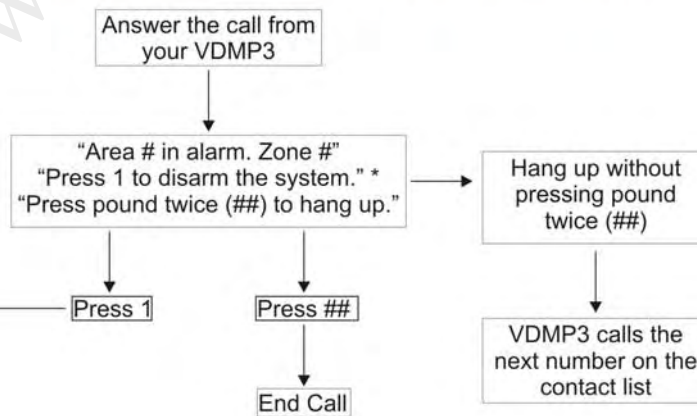 Answer the call from
your VDMP3
“Area # in alarm. Zone #”
“Press 1 to disarm the system.” *
“Press pound twice (##) to hang up.”
Hang up without
pressing pound
twice (##)
Press 1
Press ##
VDMP3 calls the
next number on the
contact list
End Call